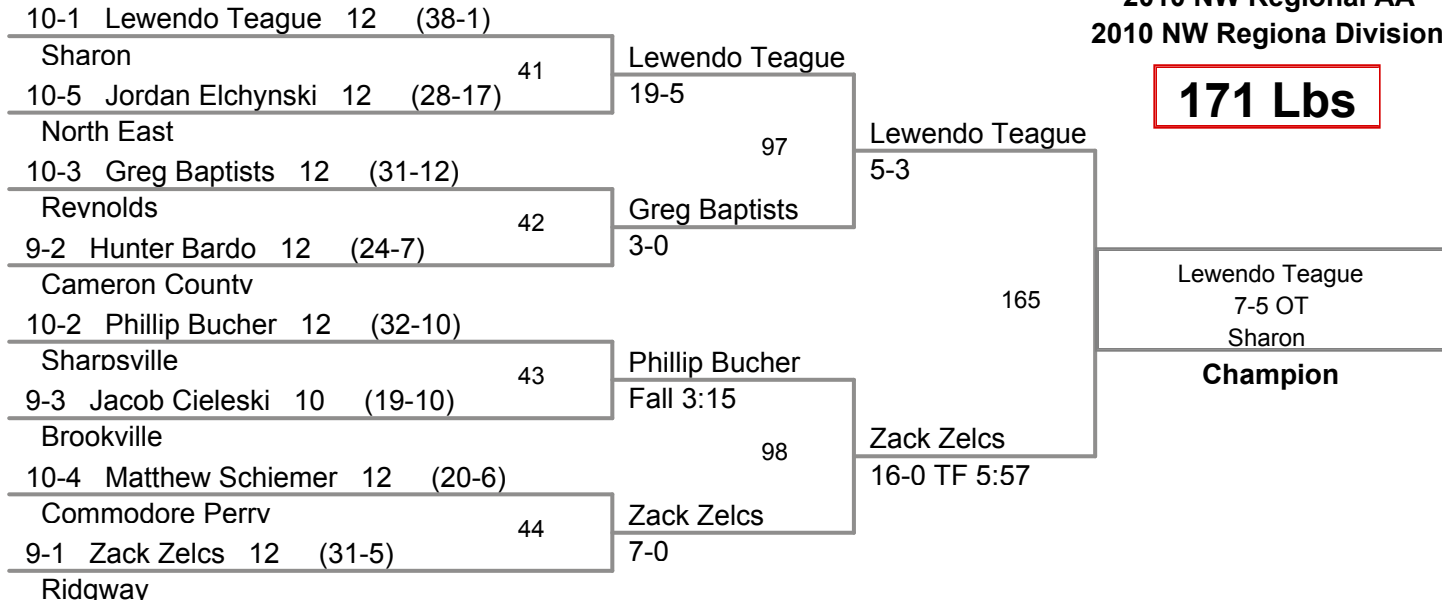 2010 NW Regional AA
2010 NW Regiona Division
171 Lbs
10-1 Lewendo Teague 12 (38-1)
Sharon
41
10-5 Jordan Elchynski 12 (28-17)
North East
10-3 Greg Baptists 12 (31-12)
Reynolds
42
9-2 Hunter Bardo 12 (24-7)
Cameron County
10-2 Phillip Bucher 12 (32-10)
Sharpsville
43
9-3 Jacob Cieleski 10 (19-10)
Brookville
10-4 Matthew Schiemer 12 (20-6)
Commodore Perry
44
9-1 Zack Zelcs 12 (31-5)
Ridgway
Lewendo Teague
19-5
97
Greg Baptists
3-0
Phillip Bucher
Fall 3:15
98
Zack Zelcs
7-0
Lewendo Teague
5-3
165
Zack Zelcs
16-0 TF 5:57
Lewendo Teague
7-5 OT
Sharon
Champion